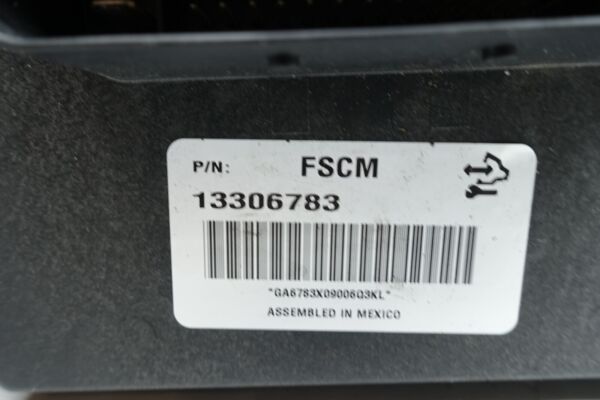 P/N: FSCM
13306783
"GA6783X09006Q3KL"
ASSEMBLED IN MEXICO